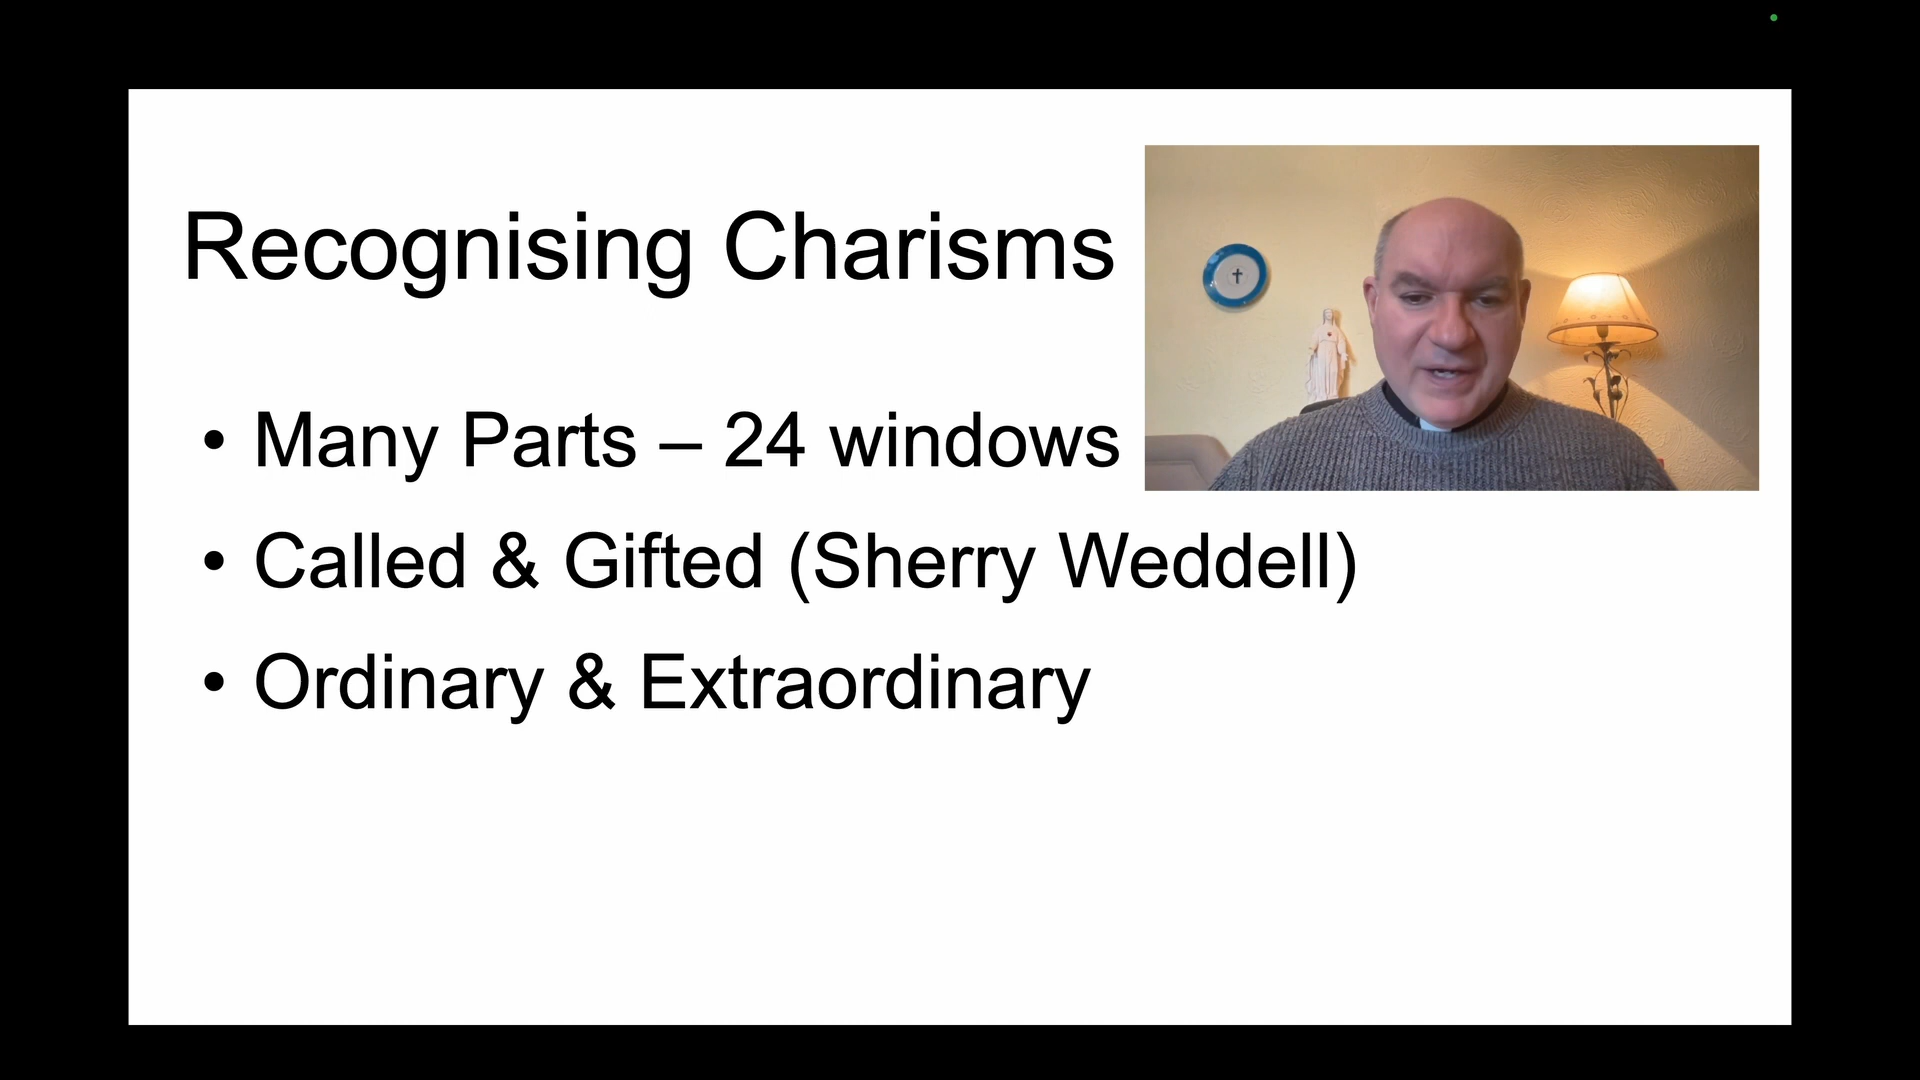 Recognising Charisms
• Many Parts – 24 windows
• Called & Gifted (Sherry Weddell)
• Ordinary & Extraordinary